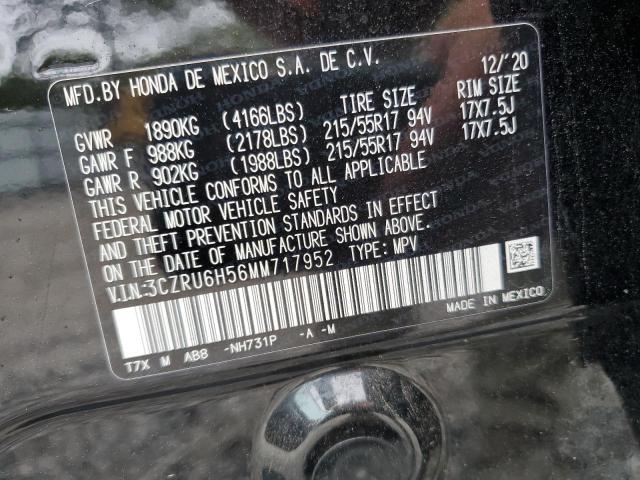 MFD.BY HONDA DE MEXICO S.A. DE C.V. 12/'20
GVWR 1890KG (4166LBS) TIRE SIZE RIM SIZE
GAWR F 988KG (2178LBS) 215/55R17 94V 17X7.5J
GAWR R 902KG (1988LBS) 215/55R17 94V 17X7.5J
THIS VEHICLE CONFORMS TO ALL APPLICABLE
FEDERAL MOTOR VEHICLE SAFETY
AND THEFT PREVENTION STANDARDS IN EFFECT
ON THE DATE OF MANUFACTURE SHOWN ABOVE.
V.I.N.:3CZRU6H56MM717952 TYPE: MPV
MADE IN MEXICO
T7X M AB8 -NH731P -A -M